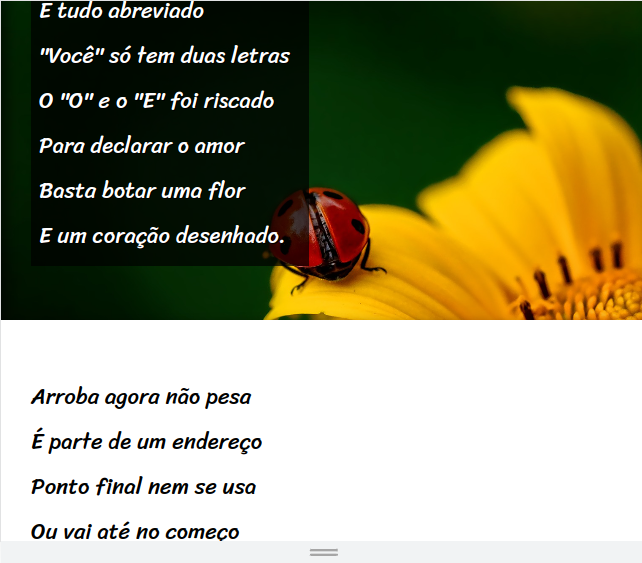 E tudo abreviado
"Você" só tem duas letras
O "O" e o "E" foi riscado
Para declarar o amor
Basta botar uma flor
E um coração desenhado.
Arroba agora não pesa
É parte de um endereço
Ponto final nem se usa
Ou vai até no começo